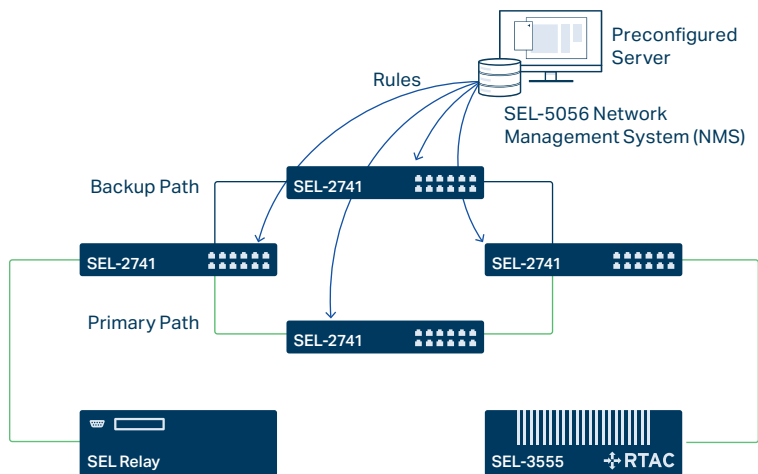 Preconfigured
Server
Rules
SEL-5056 Network
Management System (NMS)
Backup Path
SEL-2741
SEL-2741
SEL-2741
Primary Path
SEL-2741
SEL Relay
SEL-3555
RTAC